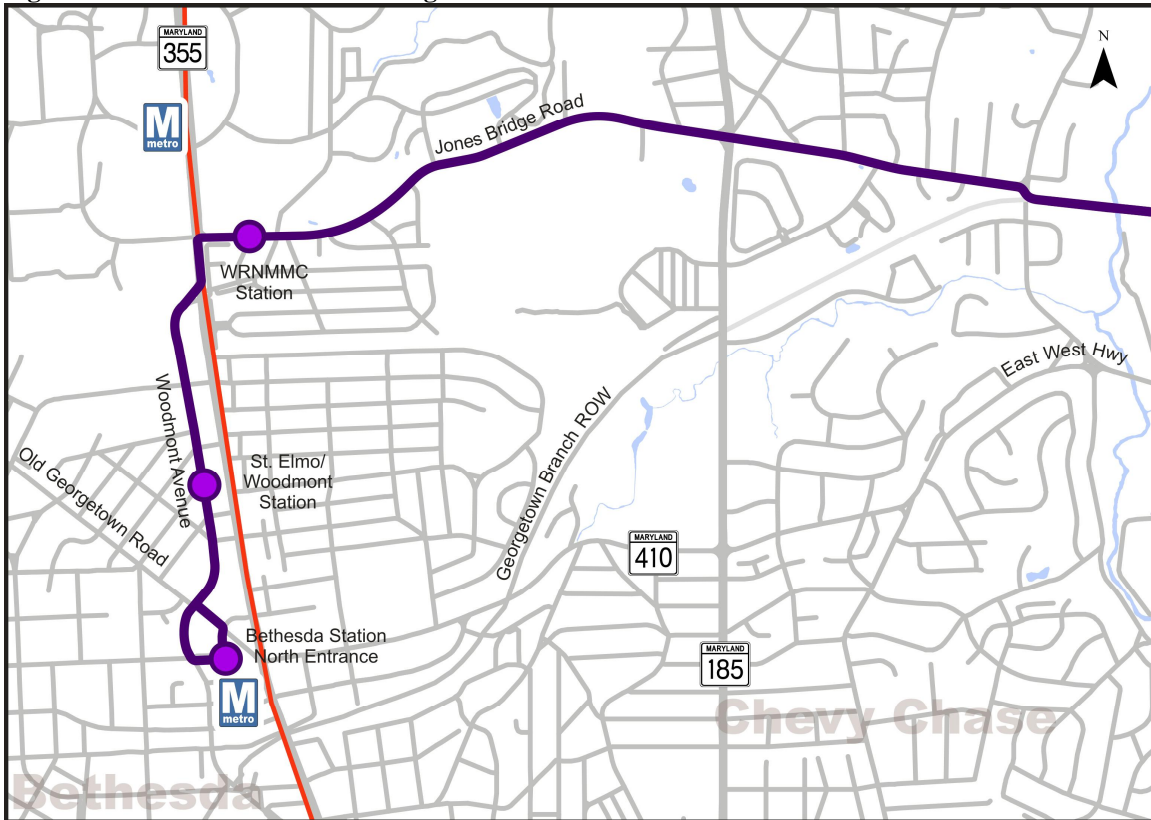 MARYLAND
355
N
M
metro
Jones Bridge Road
WRNMMC
Station
East West Hwy
Woodmont Avenue
Georgetown Branch ROW
St. Elmo/
Woodmont
Station
Old Georgetown Road
MARYLAND
410
Bethesda Station
North Entrance
MARYLAND
185
M
metro
Chevy Chase
Bethesda